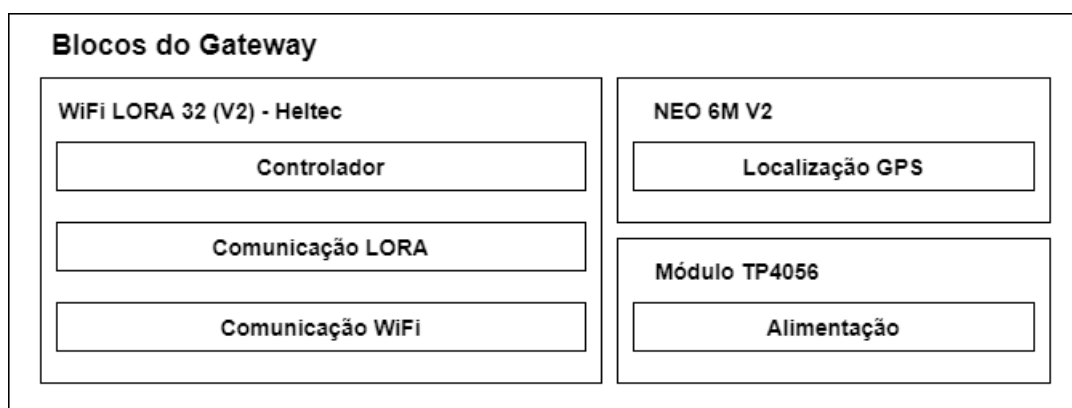 Blocos do Gateway
WiFi LORA 32 (V2) - Heltec
Controlador
Comunicação LORA
Comunicação WiFi
NEO 6M V2
Localização GPS
Módulo TP4056
Alimentação